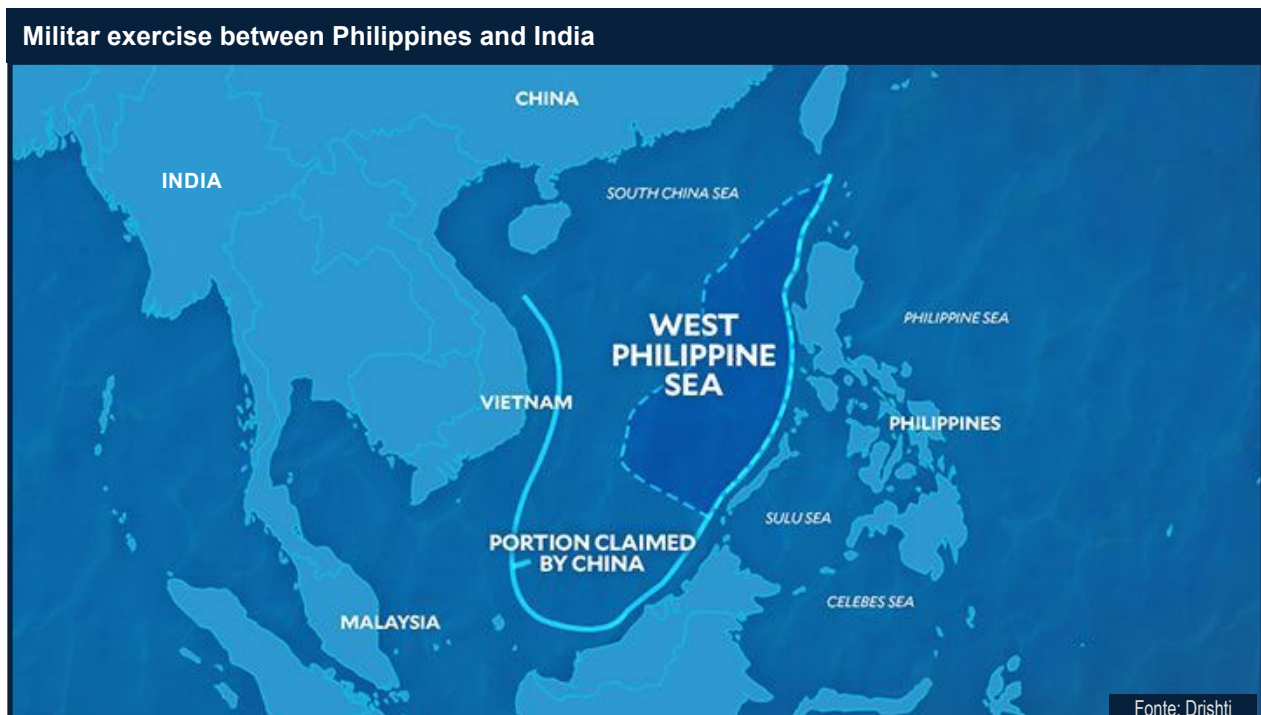 Militar exercise between Philippines and India
CHINA
INDIA
SOUTH CHINA SEA
WEST
PHILIPPINE
SEA
PHILIPPINE SEA
VIETNAM
PHILIPPINES
SULU SEA
PORTION CLAIMED
BY CHINA
CELEBES SEA
MALAYSIA
Fonte: Drishti